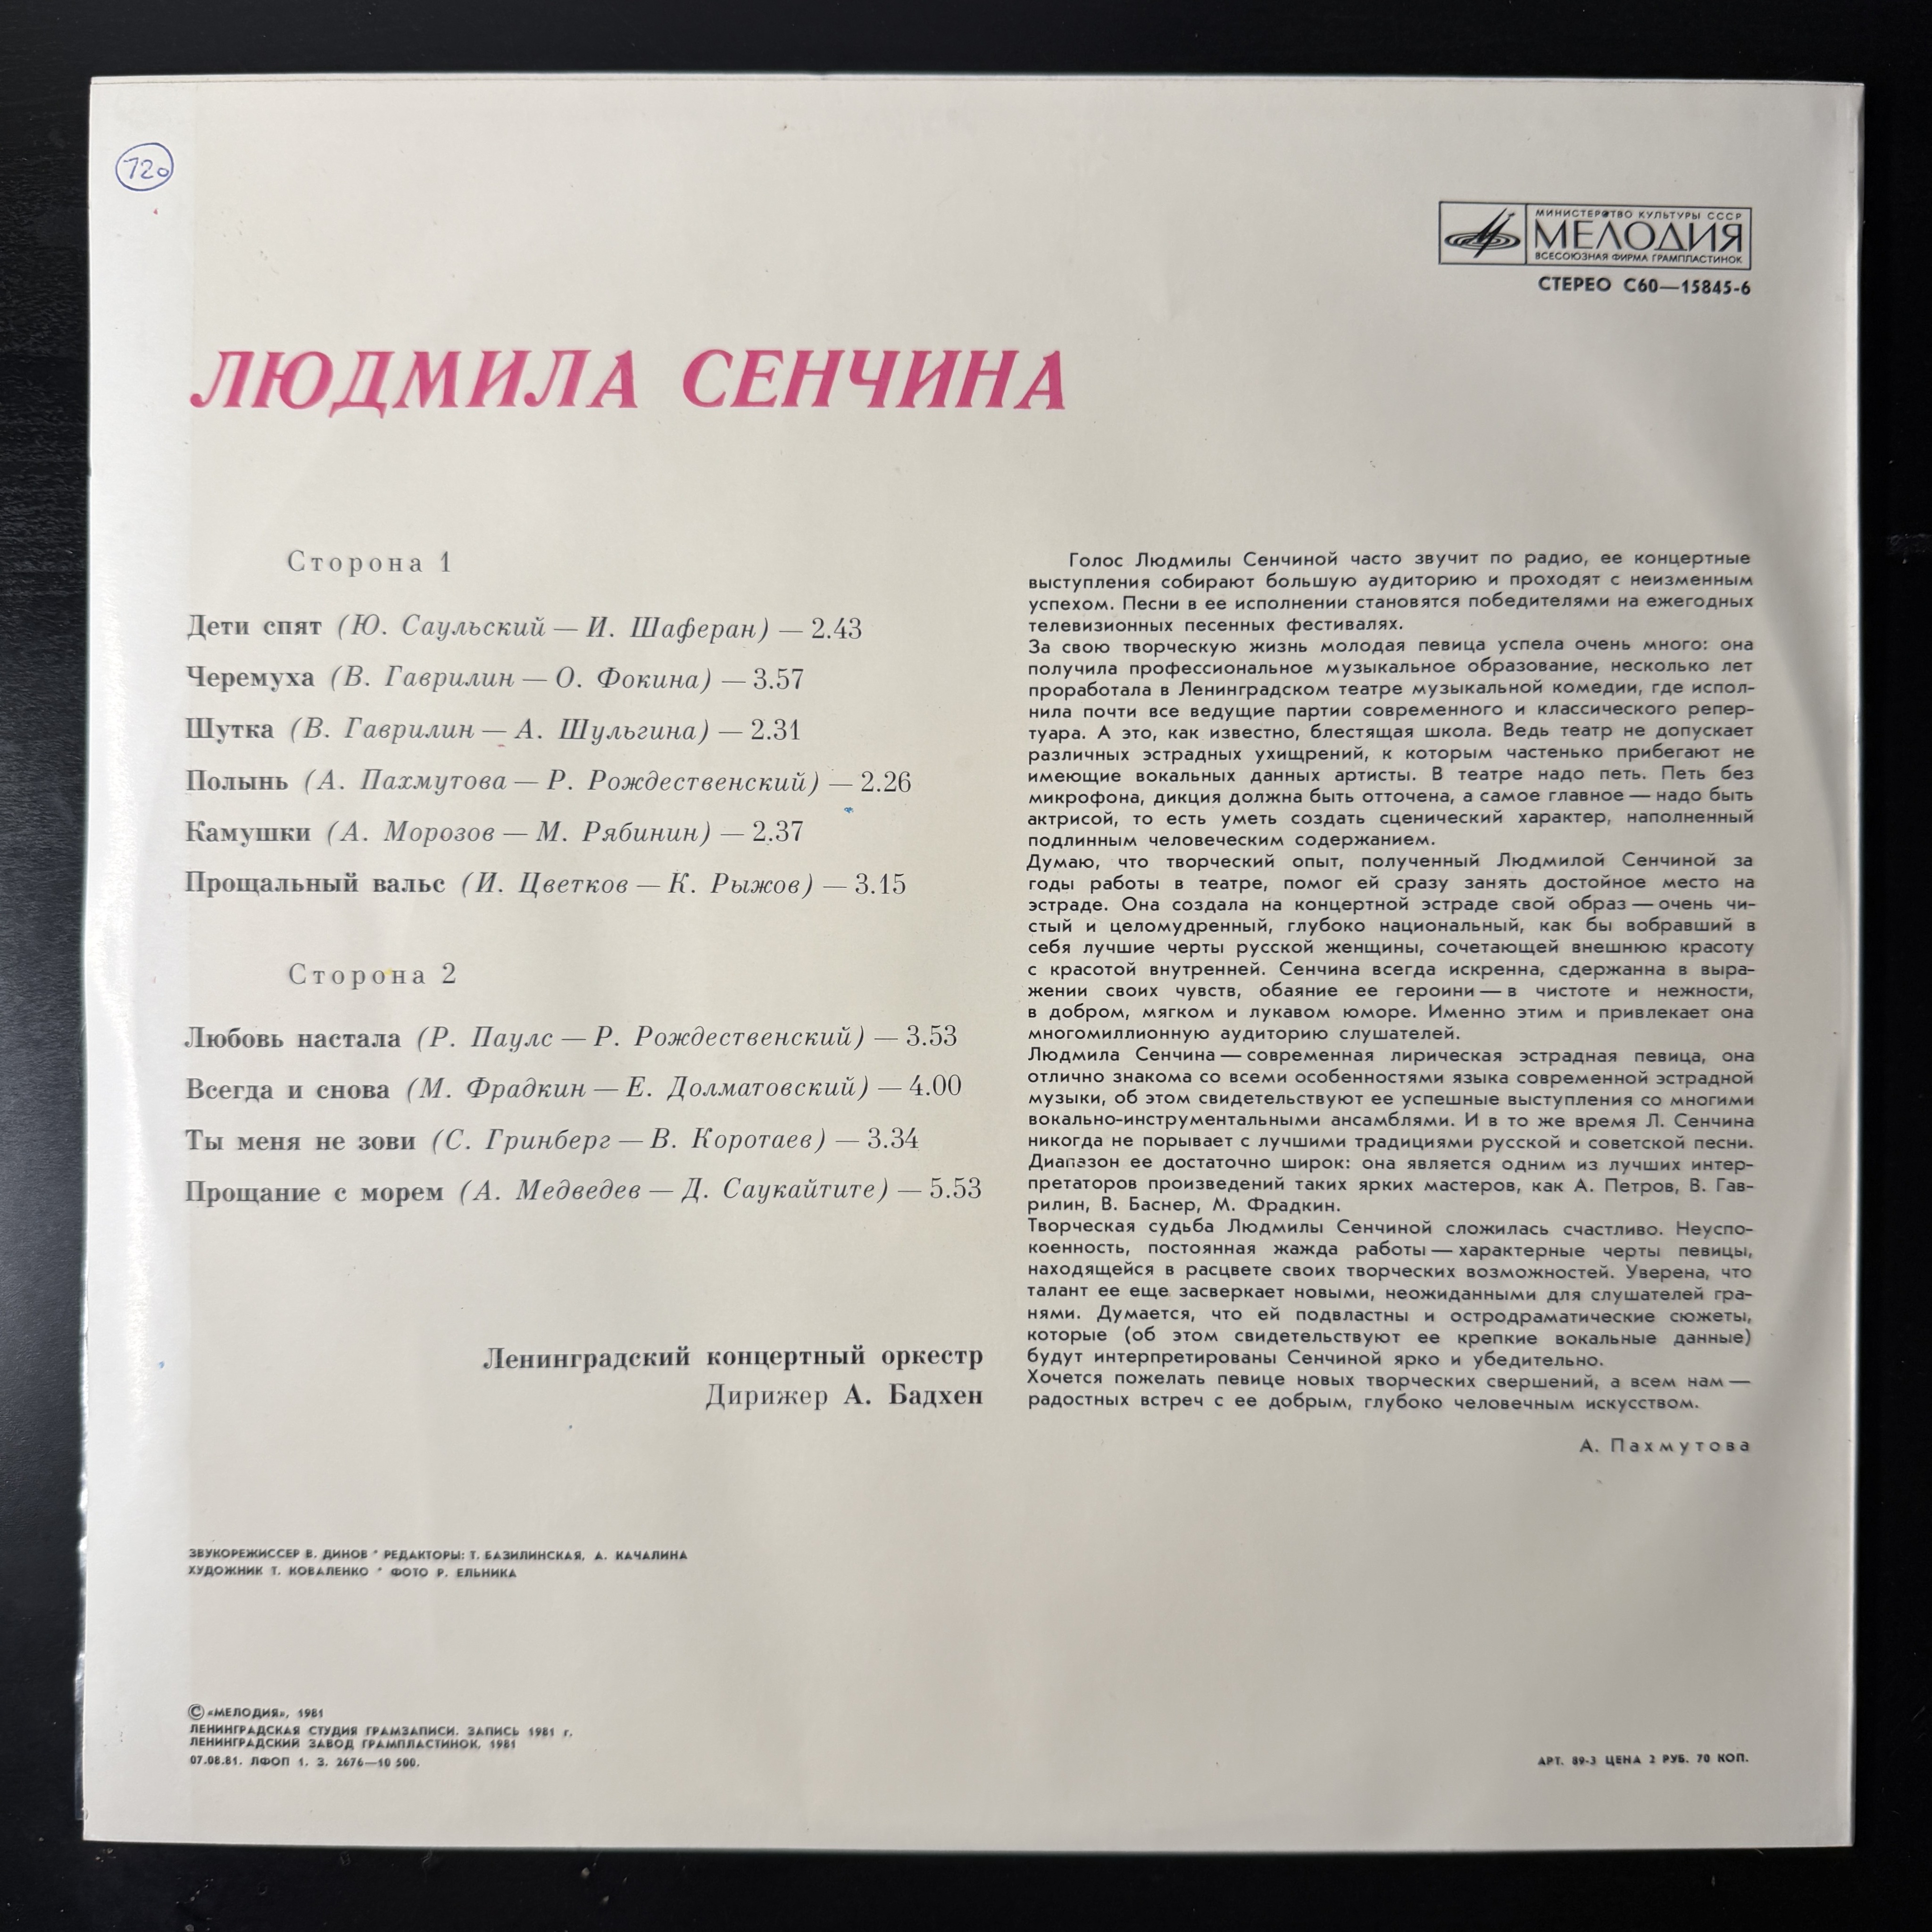 720
МИНИСТЕРСТВО КУЛЬТУРЫ СССР
МЕЛОДИЯ
ВСЕСОЮЗНАЯ ФИРМА ГРАМПЛАСТИНОК
СТЕРЕО С60—15845-6
ЛЮДМИЛА СЕНЧИНА
Сторона 1
Дети спят (Ю. Саульский — И. Шаферан) — 2.43
Черемуха (В. Гаврилин — О. Фокина) — 3.57
Шутка (В. Гаврилин — А. Шульгина) — 2.31
Полынь (А. Пахмутова — Р. Рождественский) — 2.26
Камушки (А. Морозов — М. Рябинин) — 2.37
Прощальный вальс (И. Цветков — К. Рыжов) — 3.15
Сторона 2
Любовь настала (Р. Паулс — Р. Рождественский) — 3.53
Всегда и снова (М. Фрадкин — Е. Долматовский) — 4.00
Ты меня не зови (С. Гринберг — В. Коротаев) — 3.34
Прощание с морем (А. Медведев — Д. Саукайтите) — 5.53
Ленинградский концертный оркестр
Дирижер А. Бадхен
Голос Людмилы Сенчиной часто звучит по радио, ее концертные
выступления собирают большую аудиторию и проходят с неизменным
успехом. Песни в ее исполнении становятся победителями на ежегодных
телевизионных песенных фестивалях.
За свою творческую жизнь молодая певица успела очень много: она
получила профессиональное музыкальное образование, несколько лет
проработала в Ленинградском театре музыкальной комедии, где испол-
нила почти все ведущие партии современного и классического репер-
туара. А это, как известно, блестящая школа. Ведь театр не допускает
различных эстрадных ухищрений, к которым частенько прибегают не
имеющие вокальных данных артисты. В театре надо петь. Петь без
микрофона, дикция должна быть отточена, а самое главное — надо быть
актрисой, то есть уметь создать сценический характер, наполненный
подлинным человеческим содержанием.
Думаю, что творческий опыт, полученный Людмилой Сенчиной за
годы работы в театре, помог ей сразу занять достойное место на
эстраде. Она создала на концертной эстраде свой образ — очень чи-
стый и целомудренный, глубоко национальный, как бы вобравший в
себя лучшие черты русской женщины, сочетающей внешнюю красоту
с красотой внутренней. Сенчина всегда искренна, сдержанна в выра-
жении своих чувств, обаяние ее героини — в чистоте и нежности,
в добром, мягком и лукавом юморе. Именно этим и привлекает она
многомиллионную аудиторию слушателей.
Людмила Сенчина — современная лирическая эстрадная певица, она
отлично знакома со всеми особенностями языка современной эстрадной
музыки, об этом свидетельствуют ее успешные выступления со многими
вокально-инструментальными ансамблями. И в то же время Л. Сенчина
никогда не порывает с лучшими традициями русской и советской песни.
Диапазон ее достаточно широк: она является одним из лучших интер-
претаторов произведений таких ярких мастеров, как А. Петров, В. Гав-
рилин, В. Баснер, М. Фрадкин.
Творческая судьба Людмилы Сенчиной сложилась счастливо. Неуспо-
коенность, постоянная жажда работы — характерные черты певицы,
находящейся в расцвете своих творческих возможностей. Уверена, что
талант ее еще засверкает новыми, неожиданными для слушателей гра-
нями. Думается, что ей подвластны и остродраматические сюжеты,
которые (об этом свидетельствуют ее крепкие вокальные данные)
будут интерпретированы Сенчиной ярко и убедительно.
Хочется пожелать певице новых творческих свершений, а всем нам —
радостных встреч с ее добрым, глубоко человечным искусством.
А. Пахмутова
ЗВУКОРЕЖИССЕР В. ДИНОВ * РЕДАКТОРЫ: Т. БАЗИЛИНСКАЯ, А. КАЧАЛИНА
ХУДОЖНИК Т. КОВАЛЕНКО * ФОТО Р. ЕЛЬНИКА
© «МЕЛОДИЯ», 1981
ЛЕНИНГРАДСКАЯ СТУДИЯ ГРАМЗАПИСИ. ЗАПИСЬ 1981 г.
ЛЕНИНГРАДСКИЙ ЗАВОД ГРАМПЛАСТИНОК, 1981
07.08.81. ЛФОП 1. З. 2676—10 500.
АРТ. 89-3 ЦЕНА 2 РУБ. 70 КОП.